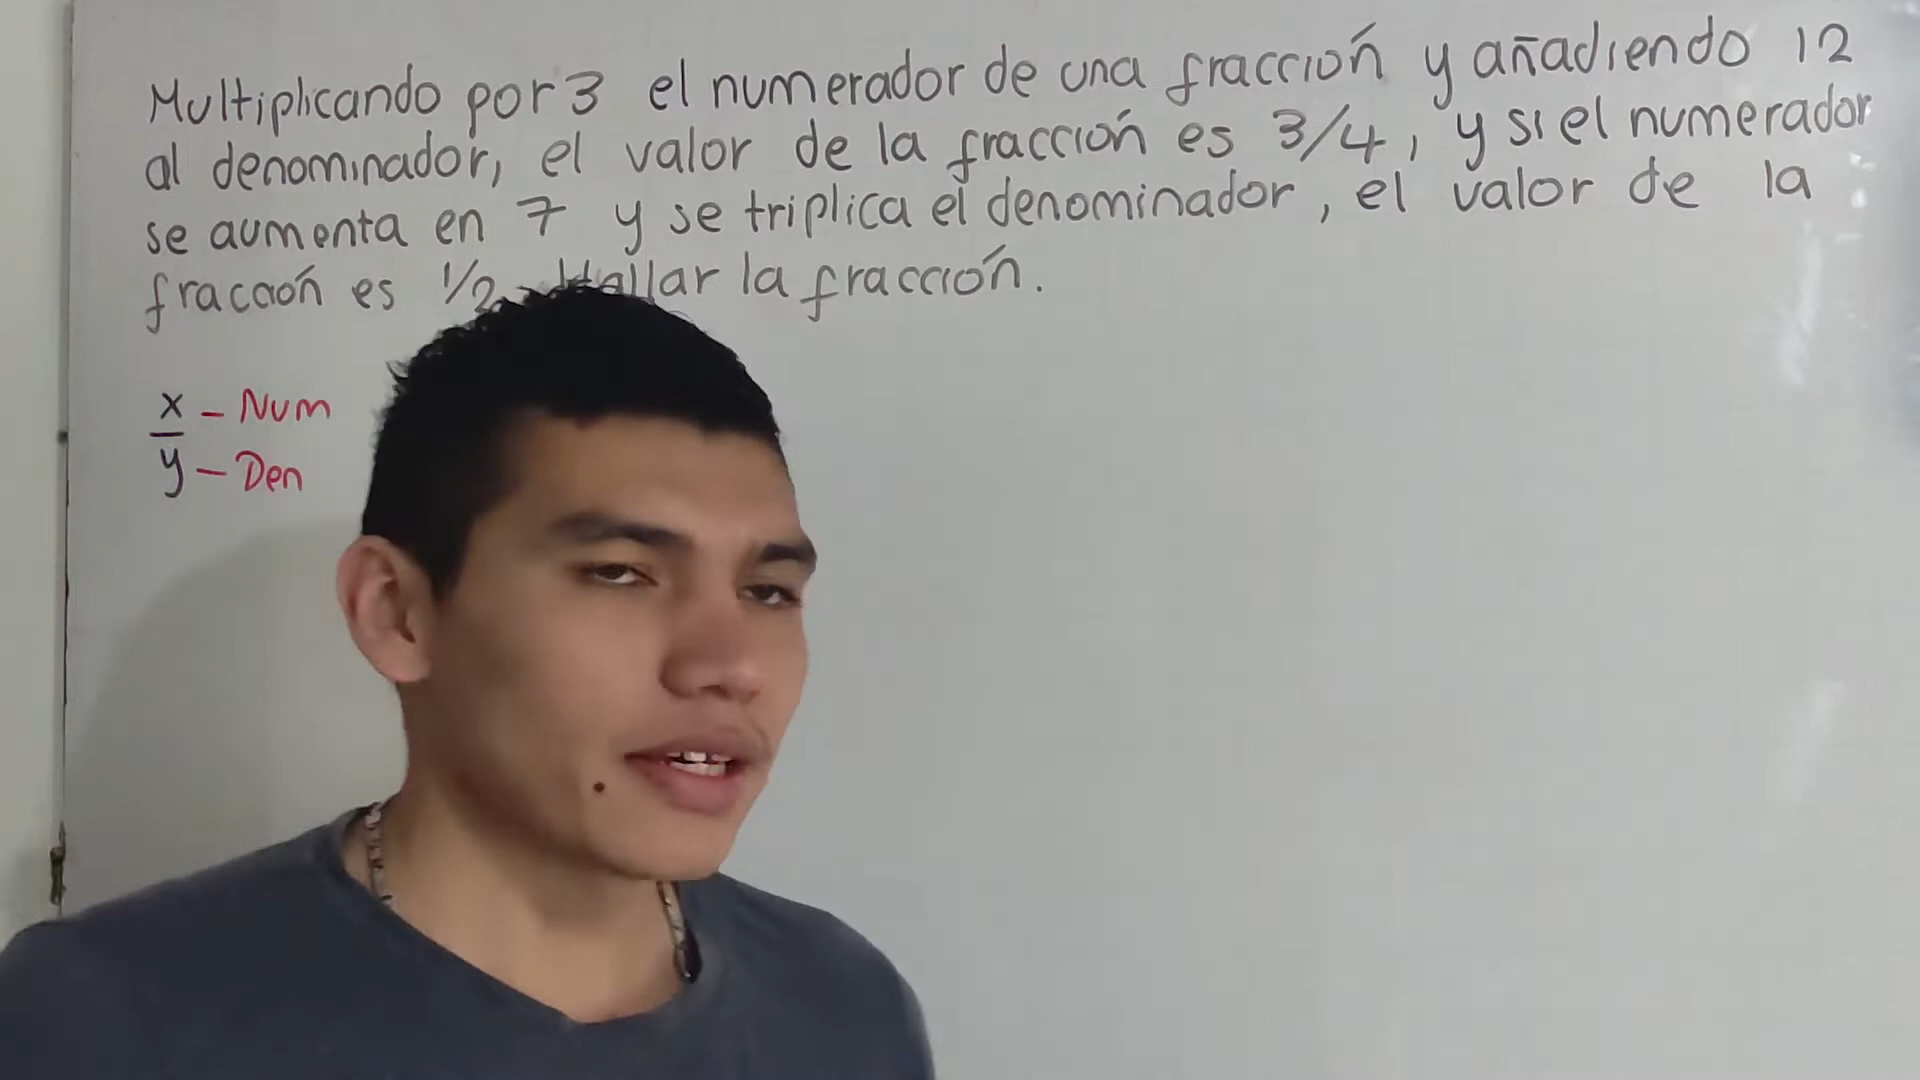 Multiplicando por 3 el numerador de una fracción y añadiendo 12
al denominador, el valor de la fracción es 3/4, y si el numerador
se aumenta en 7 y se triplica el denominador, el valor de la
fracción es 1/2. Hallar la fracción.
x - Num
y - Den